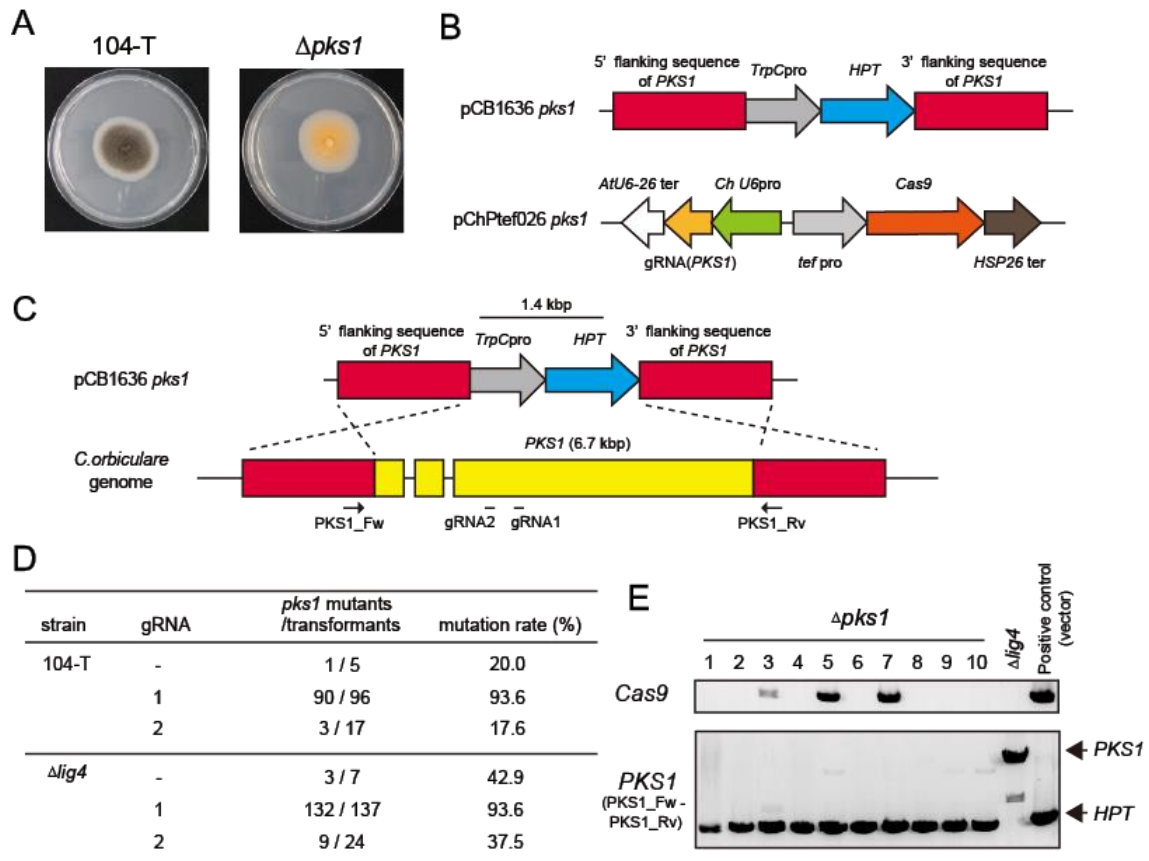 A
104-T
Δpks1
B
5' flanking sequence
of PKS1
TrpCpro
HPT
3' flanking sequence
of PKS1
pCB1636 pks1
AtU6-26 ter
Ch U6pro
Cas9
pChPtef026 pks1
gRNA(PKS1)
tef pro
HSP26 ter
C
1.4 kbp
5' flanking sequence
of PKS1
TrpCpro
HPT
3' flanking sequence
of PKS1
pCB1636 pks1
PKS1 (6.7 kbp)
C.orbiculare
genome
PKS1_Fw
gRNA2
gRNA1
PKS1_Rv
D
strain gRNA pks1 mutants
/transformants mutation rate (%)
104-T - 1 / 5 20.0
1 90 / 96 93.6
2 3 / 17 17.6
Δlig4 - 3 / 7 42.9
1 132 / 137 93.6
2 9 / 24 37.5
E
Δpks1
1 2 3 4 5 6 7 8 9 10
Δlig4
Positive control
(vector)
Cas9
PKS1
PKS1
(PKS1_Fw -
PKS1_Rv)
HPT